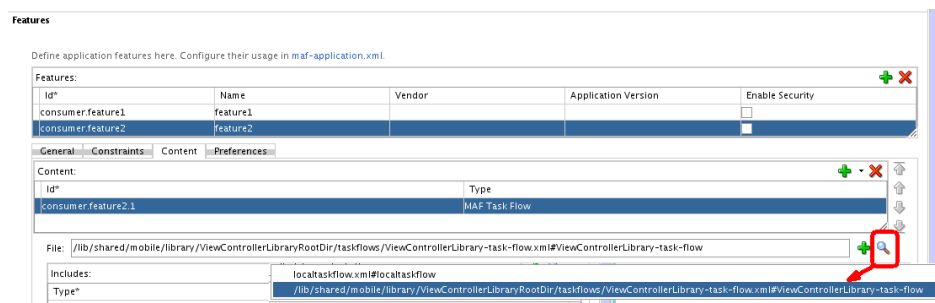 Features
Define application features here. Configure their usage in maf-application.xml.
Features:
Id* Name Vendor Application Version Enable Security
consumer.feature1 feature1
consumer.feature2 feature2
General Constraints Content Preferences
Content:
Id* Type
consumer.feature2.1 MAF Task Flow
File: /lib/shared/mobile/library/ViewControllerLibraryRootDir/taskflows/ViewControllerLibrary-task-flow.xml#ViewControllerLibrary-task-flow
Includes:
localtaskflow.xml#localtaskflow
Type*
/lib/shared/mobile/library/ViewControllerLibraryRootDir/taskflows/ViewControllerLibrary-task-flow.xml#ViewControllerLibrary-task-flow